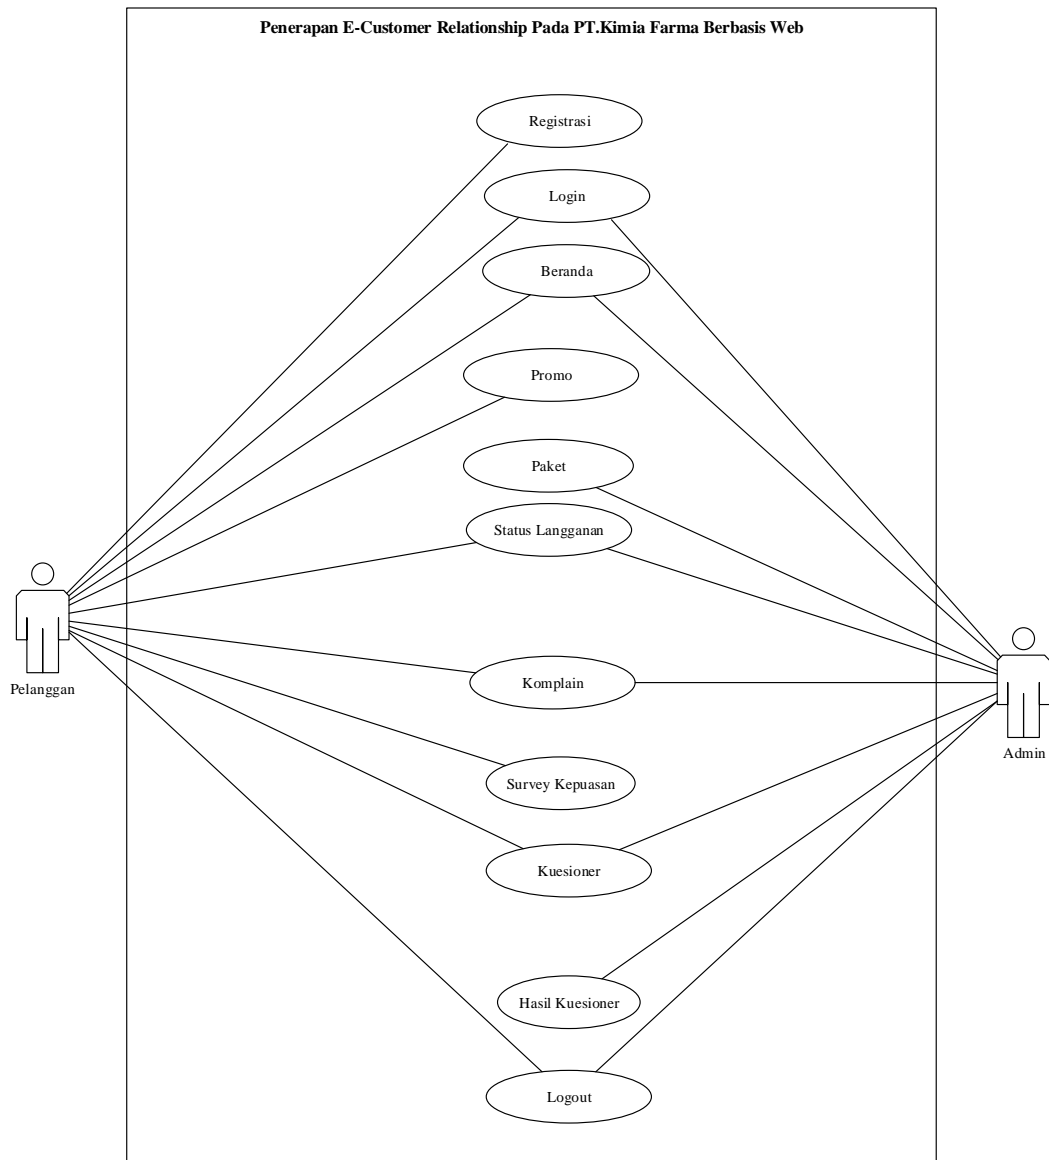 Penerapan E-Customer Relationship Pada PT.Kimia Farma Berbasis Web
Registrasi
Login
Beranda
Promo
Paket
Status Langganan
Pelanggan
Komplain
Admin
Survey Kepuasan
Kuesioner
Hasil Kuesioner
Logout